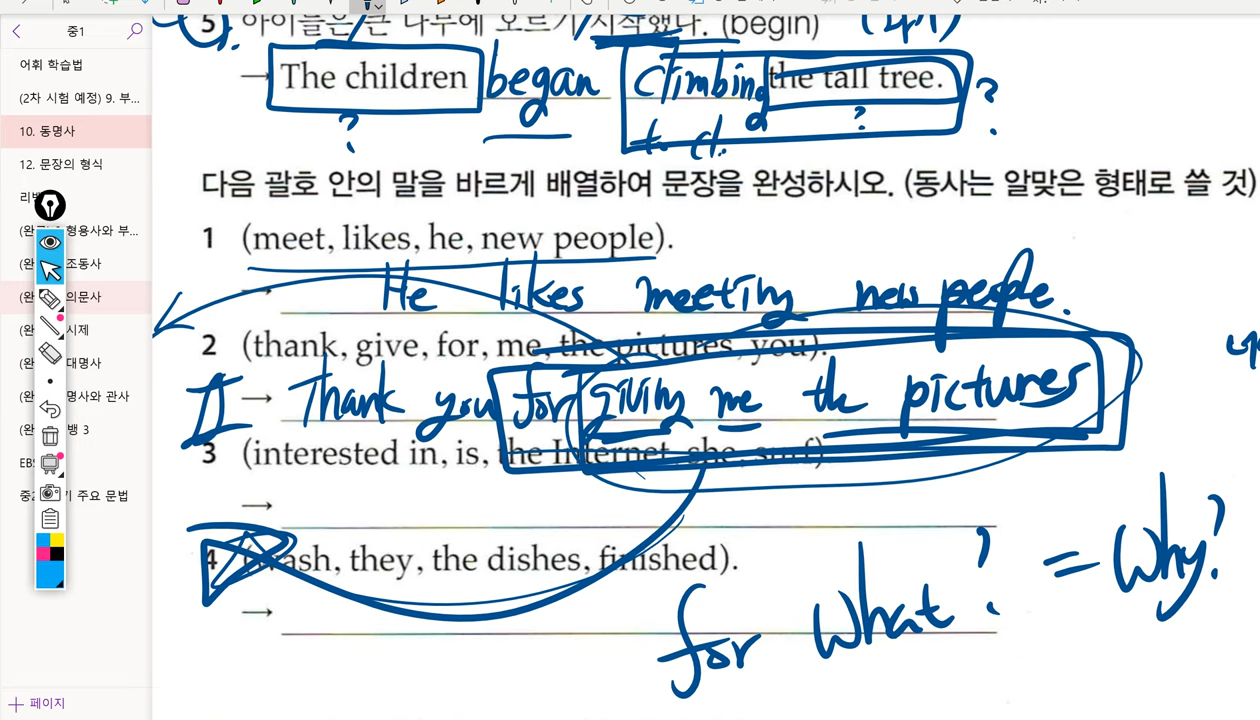 중1
어휘 학습법
(2차 시험 예정) 9. 부...
10. 동명사
12. 문장의 형식
형용사와 부...
조동사
의문사
시제
대명사
명사와 관사
3
주요 문법
페이지
5) 아이들은 큰 나무에 오르기 시작했다. (begin)
→ The children began climbing the tall tree.
? ? ?
다음 괄호 안의 말을 바르게 배열하여 문장을 완성하시오. (동사는 알맞은 형태로 쓸 것)
1 (meet, likes, he, new people).
→ He likes meeting new people.
2 (thank, give, for, me, the pictures, you).
→ Thank you for giving me the pictures
3 (interested in, is, the Internet, she, surf).
→
4 (wash, they, the dishes, finished).
→
for what? = Why?